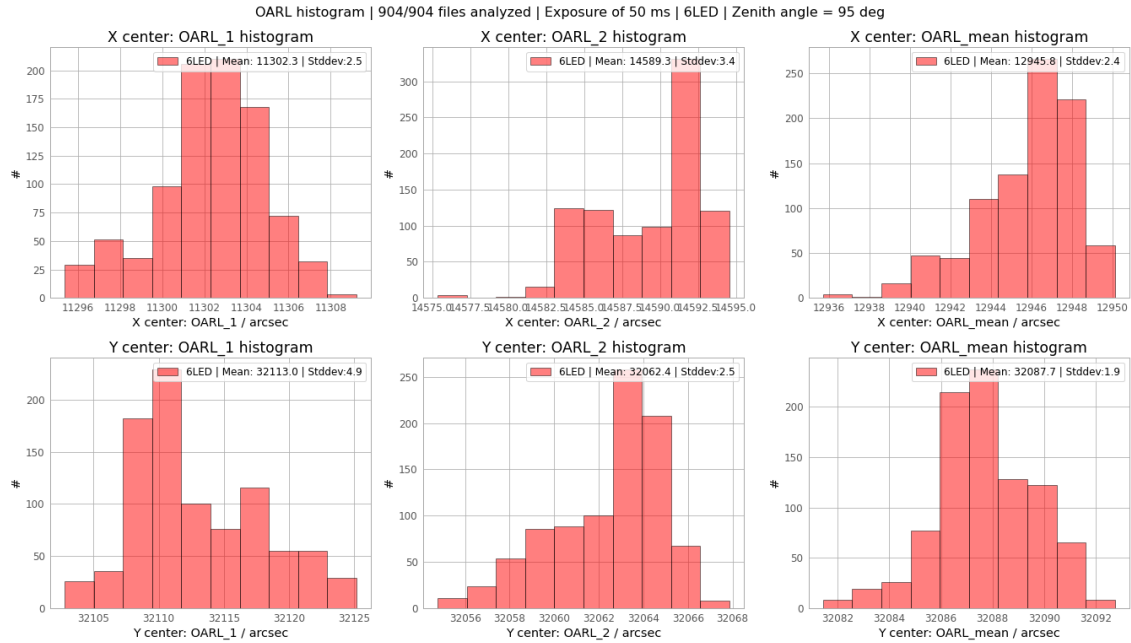 OARL histogram | 904/904 files analyzed | Exposure of 50 ms | 6LED | Zenith angle = 95 deg
X center: OARL_1 histogram
6LED | Mean: 11302.3 | Stddev:2.5
#
200
175
150
125
100
75
50
25
0
11296 11298 11300 11302 11304 11306 11308
X center: OARL_1 / arcsec
X center: OARL_2 histogram
6LED | Mean: 14589.3 | Stddev:3.4
#
300
250
200
150
100
50
0
14575.0 14577.5 14580.0 14582.5 14585.0 14587.5 14590.0 14592.5 14595.0
X center: OARL_2 / arcsec
X center: OARL_mean histogram
6LED | Mean: 12945.8 | Stddev:2.4
#
250
200
150
100
50
0
12936 12938 12940 12942 12944 12946 12948 12950
X center: OARL_mean / arcsec
Y center: OARL_1 histogram
6LED | Mean: 32113.0 | Stddev:4.9
#
200
150
100
50
0
32105 32110 32115 32120 32125
Y center: OARL_1 / arcsec
Y center: OARL_2 histogram
6LED | Mean: 32062.4 | Stddev:2.5
#
250
200
150
100
50
0
32056 32058 32060 32062 32064 32066 32068
Y center: OARL_2 / arcsec
Y center: OARL_mean histogram
6LED | Mean: 32087.7 | Stddev:1.9
#
200
150
100
50
0
32082 32084 32086 32088 32090 32092
Y center: OARL_mean / arcsec